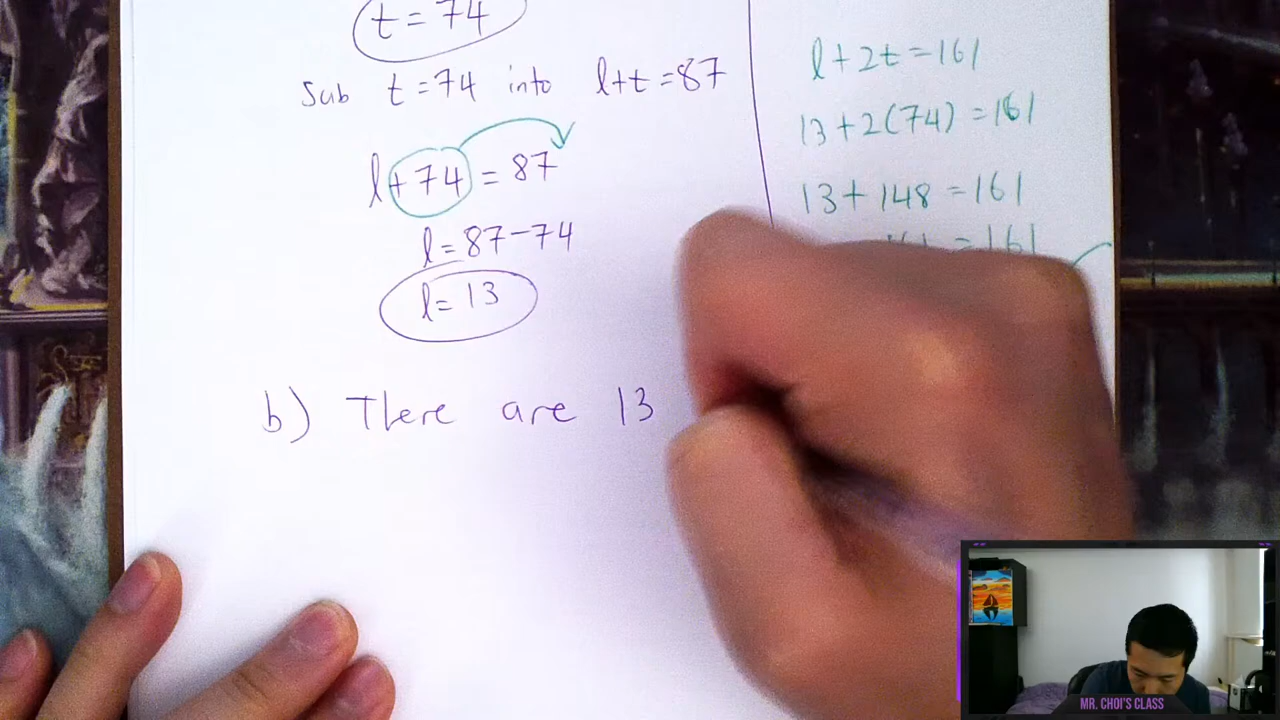 t = 74
Sub t = 74 into l+t = 87
l + 74 = 87
l = 87 - 74
l = 13
b) There are 13
l + 2t = 161
13 + 2(74) = 161
13 + 148 = 161
= 161
MR. CHOI'S CLASS